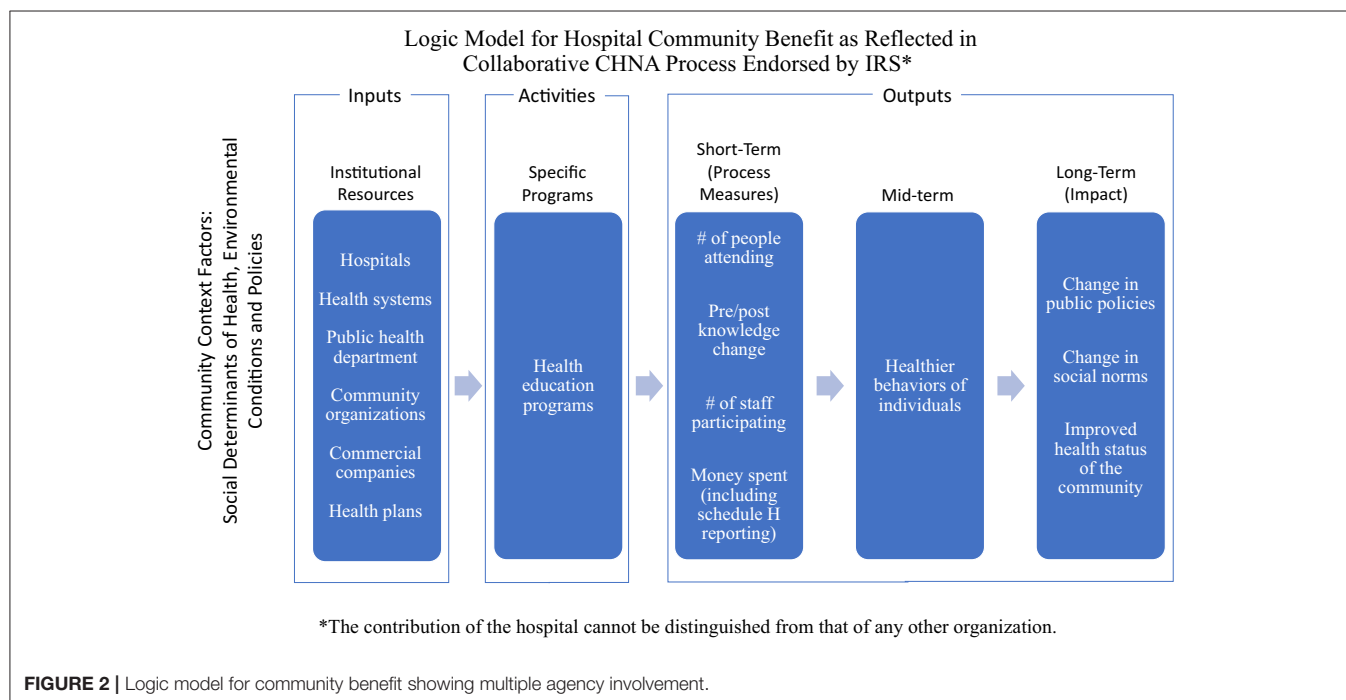 Logic Model for Hospital Community Benefit as Reflected in
Collaborative CHNA Process Endorsed by IRS*
Community Context Factors:
Social Determinants of Health, Environmental
Conditions and Policies
Inputs
Institutional
Resources
Hospitals
Health systems
Public health
department
Community
organizations
Commercial
companies
Health plans
Activities
Specific
Programs
Health
education
programs
Outputs
Short-Term
(Process
Measures)
# of people
attending
Pre/post
knowledge
change
# of staff
participating
Money spent
(including
schedule H
reporting)
Mid-term
Healthier
behaviors of
individuals
Long-Term
(Impact)
Change in
public policies
Change in
social norms
Improved
health status
of the
community
*The contribution of the hospital cannot be distinguished from that of any other organization.
FIGURE 2 | Logic model for community benefit showing multiple agency involvement.